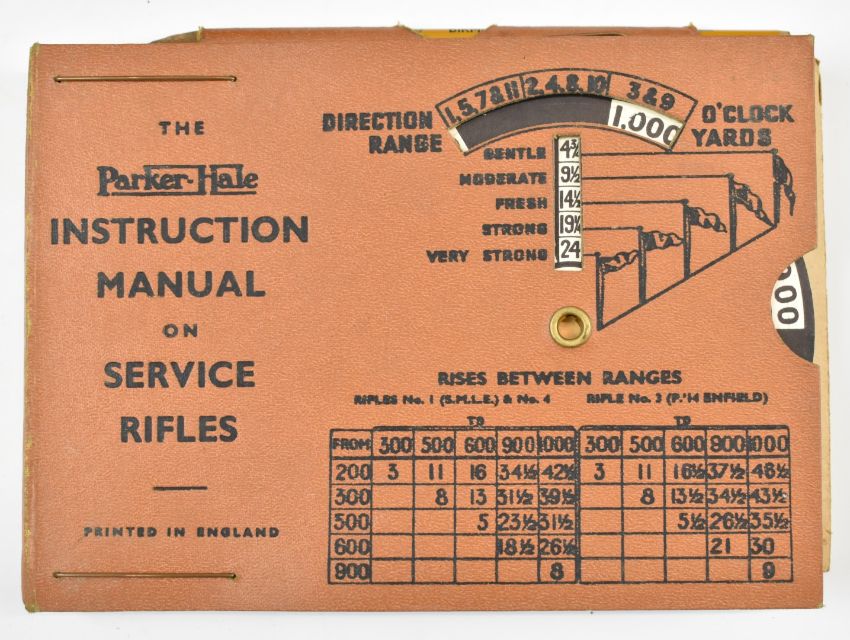 THE
Parker-Hale
INSTRUCTION
MANUAL
ON
SERVICE
RIFLES
PRINTED IN ENGLAND
DIRECTION 1,5,7&11 2,4,8,10 3&9 O'CLOCK
RANGE 1,000 YARDS
GENTLE 4¾
MODERATE 9½
FRESH 14½
STRONG 19¼
VERY STRONG 24
RISES BETWEEN RANGES
RIFLES No. 1 (S.M.L.E.) & No. 4 RIFLE No. 3 (P.'14 ENFIELD)
TO TO
FROM 300 500 600 900 1000 300 500 600 900 1000
200 3 11 16 34½ 42½ 3 11 16½ 37½ 46½
300 8 13 31½ 39½ 8 13½ 34½ 43½
500 5 23½ 31½ 5½ 26½ 35½
600 18½ 26½ 21 30
900 8 9